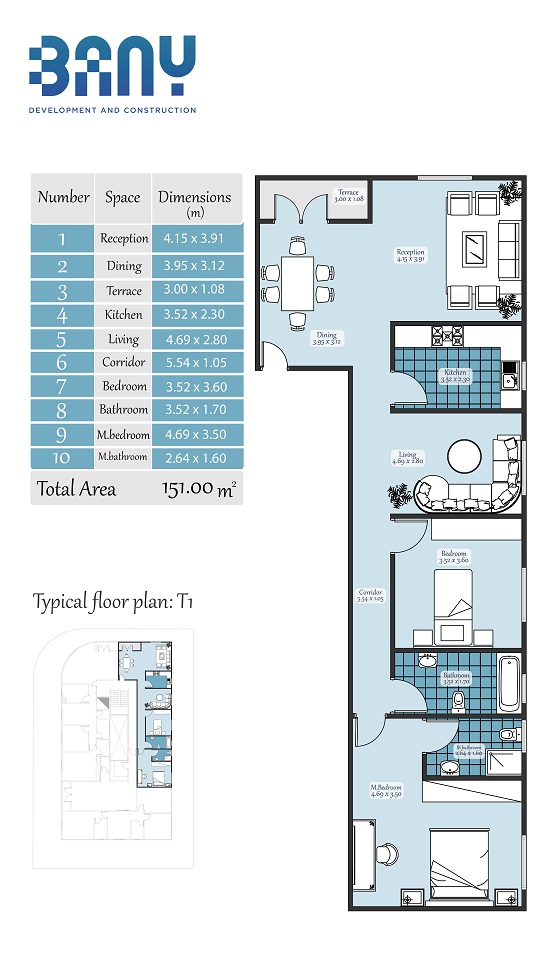 BANY
DEVELOPMENT AND CONSTRUCTION
Number Space Dimensions (m)
1 Reception 4.15 x 3.91
2 Dining 3.95 x 3.12
3 Terrace 3.00 x 1.08
4 Kitchen 3.52 x 2.30
5 Living 4.69 x 2.80
6 Corridor 5.54 x 1.05
7 Bedroom 3.52 x 3.60
8 Bathroom 3.52 x 1.70
9 M.bedroom 4.69 x 3.50
10 M.bathroom 2.64 x 1.60
Total Area 151.00 m²
Terrace
3.00 x 1.08
Reception
4.15 x 3.91
Dining
3.95 x 3.12
Kitchen
3.52 x 2.30
Living
4.69 x 2.80
Bedroom
3.52 x 3.60
Corridor
5.54 x 1.05
Bathroom
3.52 x 1.70
M.bathroom
2.64 x 1.60
M.Bedroom
4.69 x 3.50
Typical floor plan: T1